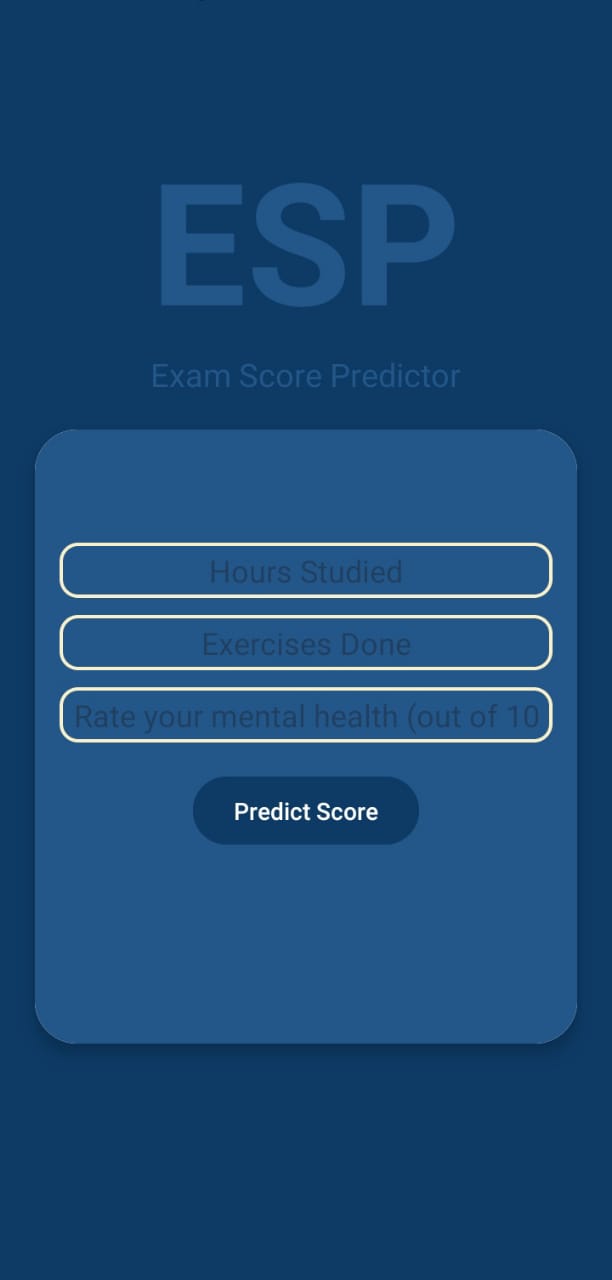 ESP
Exam Score Predictor
Hours Studied
Exercises Done
Rate your mental health (out of 10
Predict Score